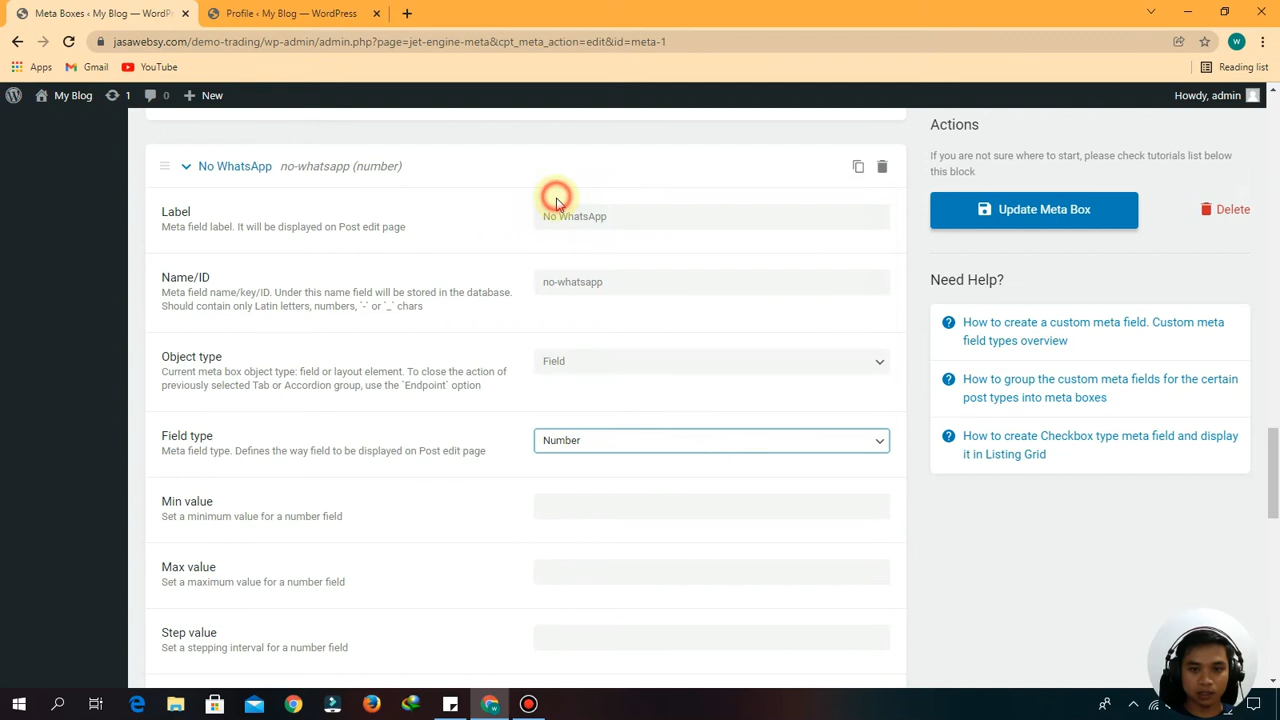 Meta Boxes ‹ My Blog — WordPr
Profile ‹ My Blog — WordPress
jasawebsy.com/demo-trading/wp-admin/admin.php?page=jet-engine-meta&cpt_meta_action=edit&id=meta-1
w
Apps
Gmail
YouTube
Reading list
My Blog
1
0
New
Howdy, admin
No WhatsApp
no-whatsapp (number)
Label
Meta field label. It will be displayed on Post edit page
No WhatsApp
Name/ID
Meta field name/key/ID. Under this name field will be stored in the database.
Should contain only Latin letters, numbers, `-` or `_` chars
no-whatsapp
Object type
Current meta box object type: field or layout element. To close the action of
previously selected Tab or Accordion group, use the `Endpoint` option
Field
Field type
Meta field type. Defines the way field to be displayed on Post edit page
Number
Min value
Set a minimum value for a number field
Max value
Set a maximum value for a number field
Step value
Set a stepping interval for a number field
Actions
If you are not sure where to start, please check tutorials list below
this block
Update Meta Box
Delete
Need Help?
How to create a custom meta field. Custom meta
field types overview
How to group the custom meta fields for the certain
post types into meta boxes
How to create Checkbox type meta field and display
it in Listing Grid